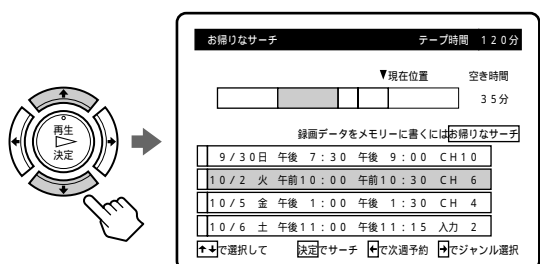 お帰りなサーチ テープ時間 120分
▼現在位置 空き時間
35分
録画データをメモリーに書くにはお帰りなサーチ
9/30日 午後 7:30 午後 9:00 CH10
10/2 火 午前10:00 午前10:30 CH 6
10/5 金 午後 1:00 午後 1:30 CH 4
10/6 土 午後11:00 午後11:15 入力 2
↑↓で選択して 決定でサーチ ←で次週予約 →でジャンル選択
再生
決定